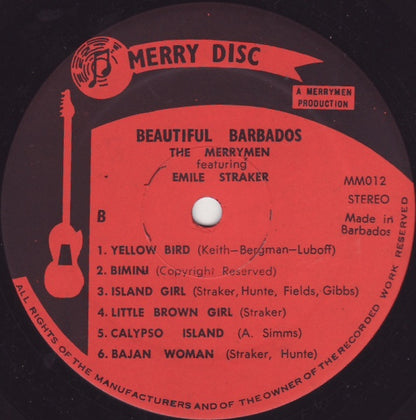 MERRY DISC
A MERRYMEN
PRODUCTION
BEAUTIFUL BARBADOS
THE MERRYMEN
featuring
EMILE STRAKER
MM012
STEREO
Made in
Barbados
B
1. YELLOW BIRD (Keith-Bergman-Luboff)
2. BIMINI (Copyright Reserved)
3. ISLAND GIRL (Straker, Hunte, Fields, Gibbs)
4. LITTLE BROWN GIRL (Straker)
5. CALYPSO ISLAND (A. Simms)
6. BAJAN WOMAN (Straker, Hunte)
ALL RIGHTS OF THE MANUFACTURERS AND OF THE OWNER OF THE RECORDED WORK RESERVED